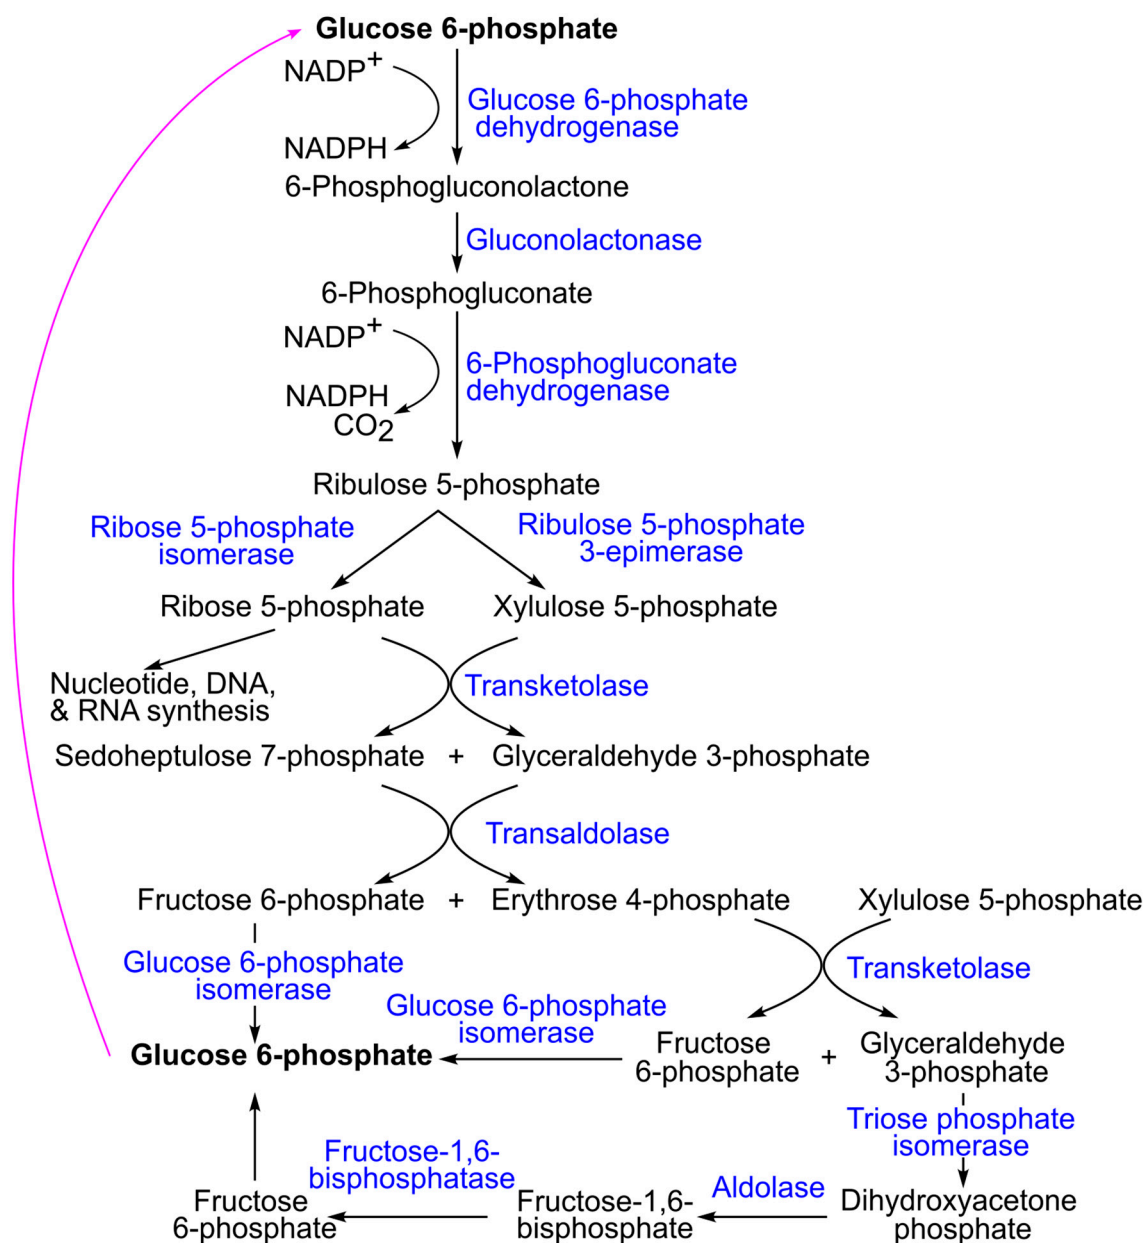 Glucose 6-phosphate
NADP+
Glucose 6-phosphate
dehydrogenase
NADPH
6-Phosphogluconolactone
Gluconolactonase
6-Phosphogluconate
NADP+
6-Phosphogluconate
dehydrogenase
NADPH
CO2
Ribulose 5-phosphate
Ribose 5-phosphate
isomerase
Ribulose 5-phosphate
3-epimerase
Ribose 5-phosphate
Xylulose 5-phosphate
Nucleotide, DNA,
& RNA synthesis
Transketolase
Sedoheptulose 7-phosphate + Glyceraldehyde 3-phosphate
Transaldolase
Fructose 6-phosphate + Erythrose 4-phosphate
Xylulose 5-phosphate
Glucose 6-phosphate
isomerase
Transketolase
Glucose 6-phosphate
isomerase
Glucose 6-phosphate
Fructose
6-phosphate
+
Glyceraldehyde
3-phosphate
Triose phosphate
isomerase
Fructose-1,6-
bisphosphatase
Aldolase
Fructose
6-phosphate
Fructose-1,6-
bisphosphate
Dihydroxyacetone
phosphate